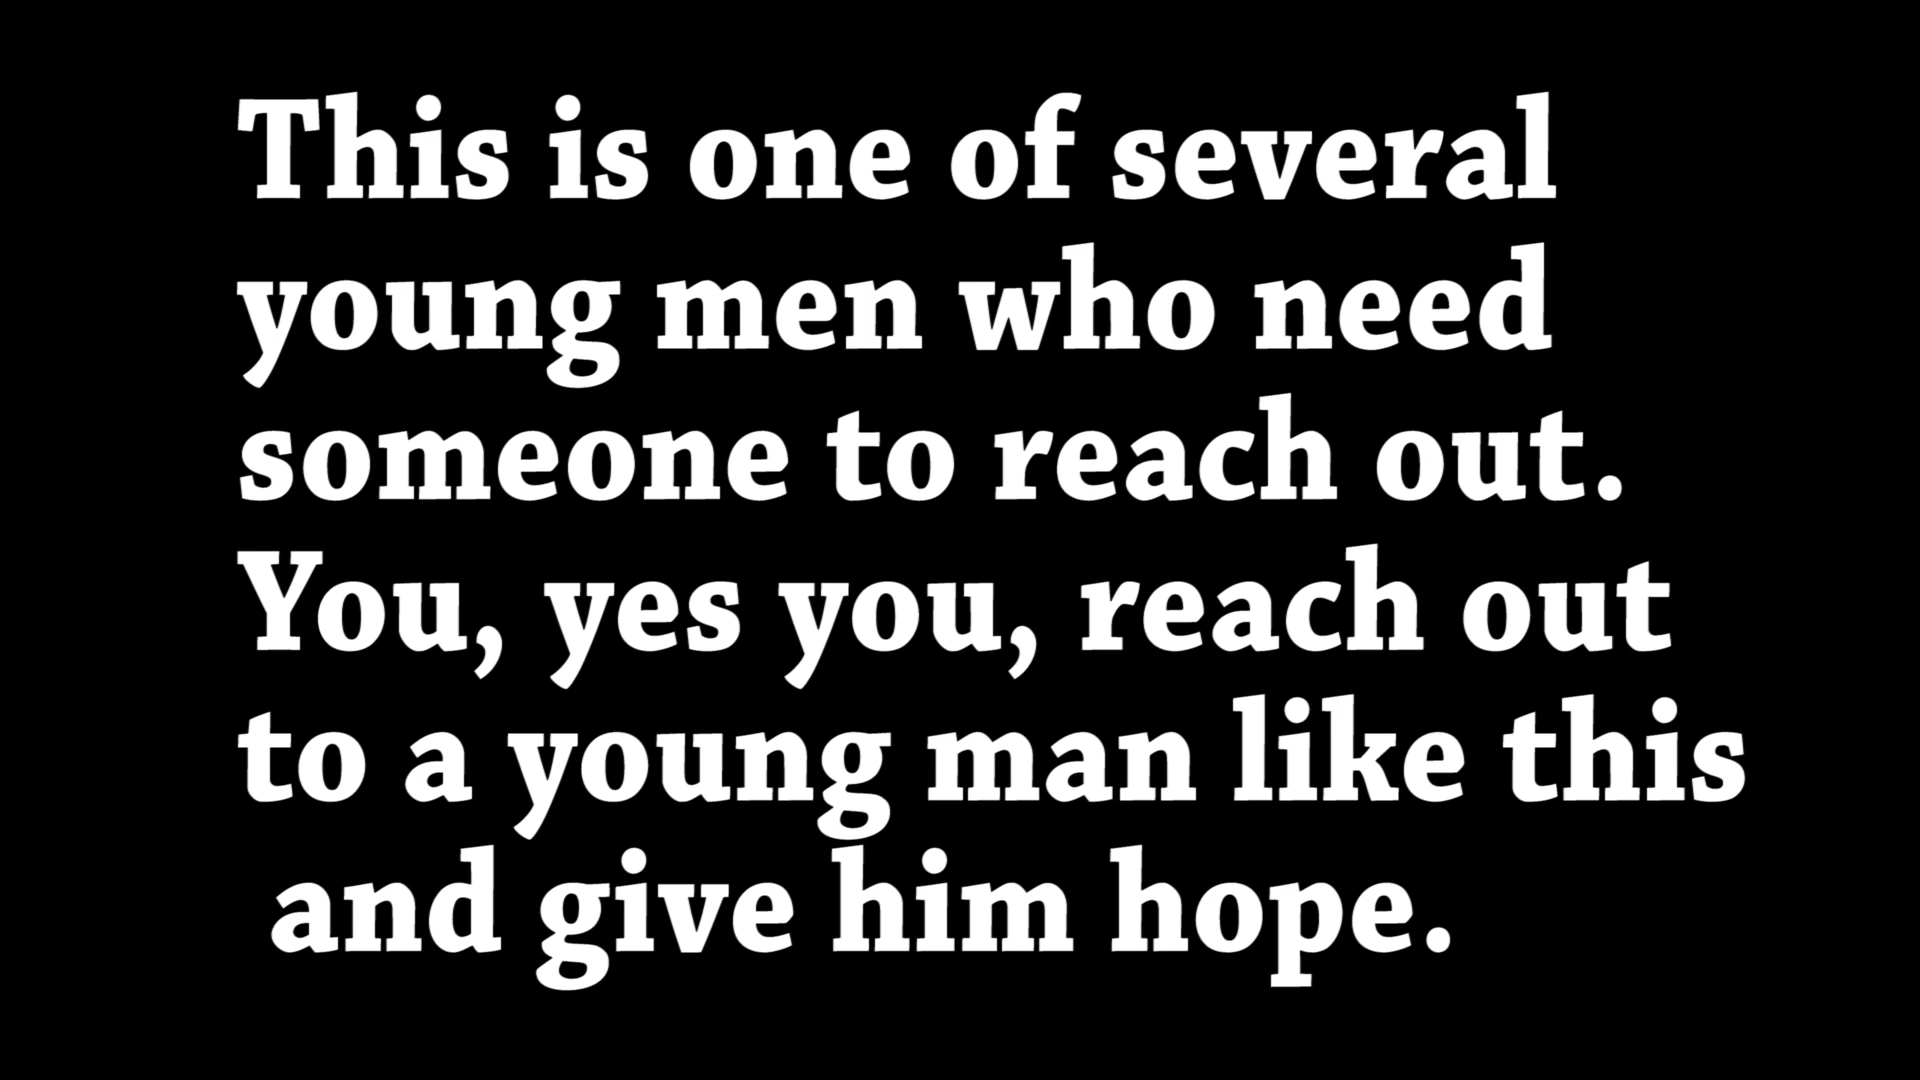 This is one of several
young men who need
someone to reach out.
You, yes you, reach out
to a young man like this
and give him hope.